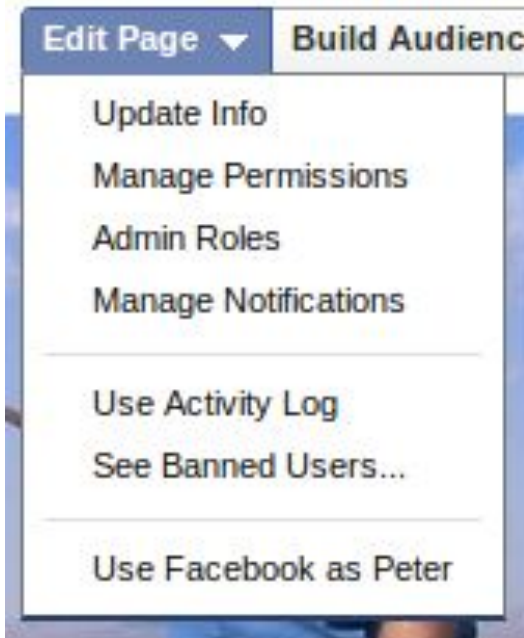 Edit Page Build Audienc
Update Info
Manage Permissions
Admin Roles
Manage Notifications
Use Activity Log
See Banned Users...
Use Facebook as Peter